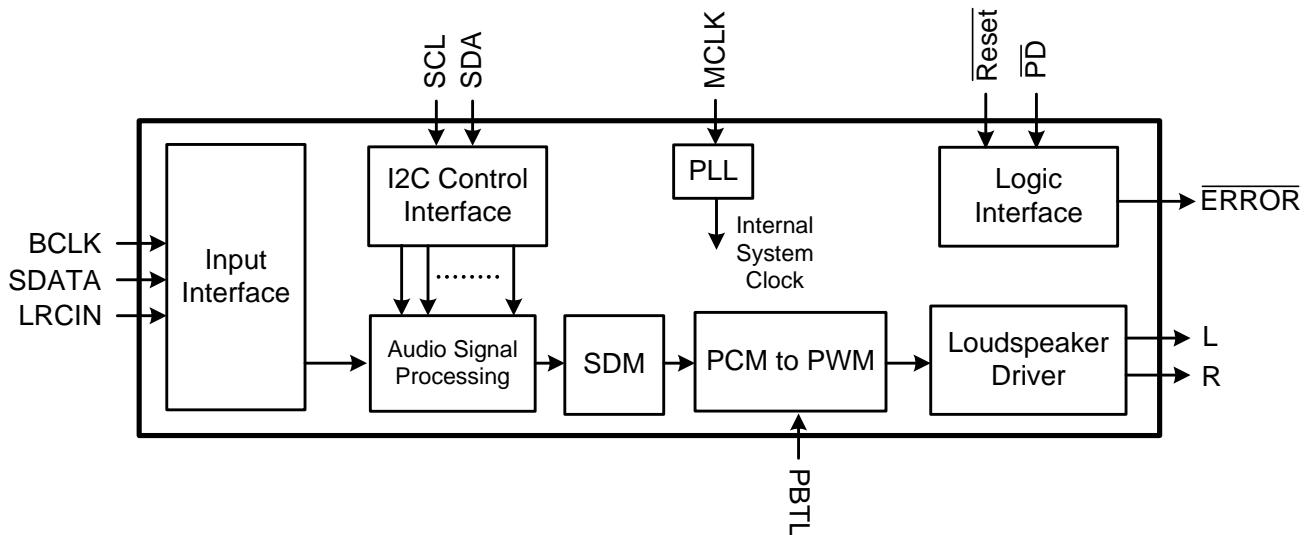 SCL
SDA
MCLK
Reset
PD
I2C Control
Interface
PLL
Logic
Interface
ERROR
Internal
System
Clock
BCLK
SDATA
LRCIN
Input
Interface
........
Audio Signal
Processing
SDM
PCM to PWM
Loudspeaker
Driver
L
R
PBTL